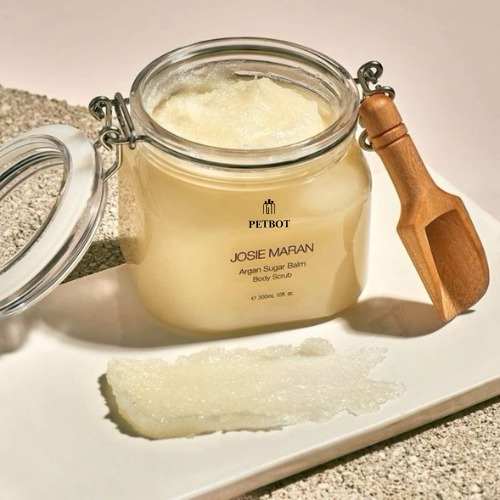 PETBOT
JOSIE MARAN
Argan Sugar Balm
Body Scrub
℮ 300mL 10fl. oz.